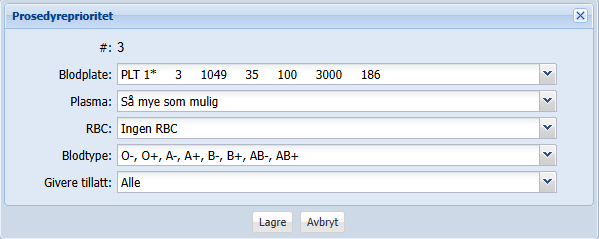 Prosedyreprioritet
#: 3
Blodplate: PLT 1* 3 1049 35 100 3000 186
Plasma: Så mye som mulig
RBC: Ingen RBC
Blodtype: O-, O+, A-, A+, B-, B+, AB-, AB+
Givere tillatt: Alle
Lagre Avbryt